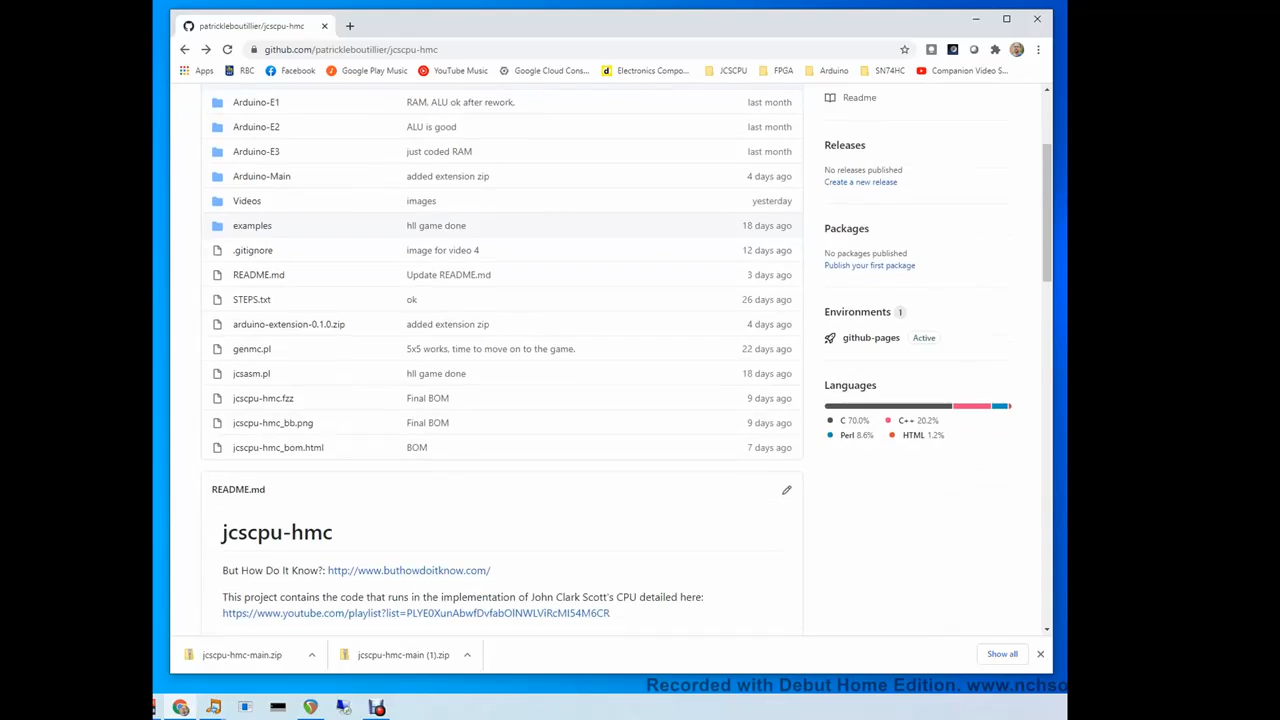 patrickleboutillier/jcscpu-hmc
github.com/patrickleboutillier/jcscpu-hmc
Apps RBC Facebook Google Play Music YouTube Music Google Cloud Cons... Electronics Compo... JCSCPU FPGA Arduino SN74HC Companion Video S...
Arduino-E1 RAM, ALU ok after rework. last month
Arduino-E2 ALU is good last month
Arduino-E3 just coded RAM last month
Arduino-Main added extension zip 4 days ago
Videos images yesterday
examples hll game done 18 days ago
.gitignore image for video 4 12 days ago
README.md Update README.md 3 days ago
STEPS.txt ok 26 days ago
arduino-extension-0.1.0.zip added extension zip 4 days ago
genmc.pl 5x5 works, time to move on to the game. 22 days ago
jcsasm.pl hll game done 18 days ago
jcscpu-hmc.fzz Final BOM 9 days ago
jcscpu-hmc_bb.png Final BOM 9 days ago
jcscpu-hmc_bom.html BOM 7 days ago
Readme
Releases
No releases published
Create a new release
Packages
No packages published
Publish your first package
Environments 1
github-pages Active
Languages
C 70.0% C++ 20.2%
Perl 8.6% HTML 1.2%
README.md
jcscpu-hmc
But How Do It Know?: http://www.buthowdoitknow.com/
This project contains the code that runs in the implementation of John Clark Scott's CPU detailed here:
https://www.youtube.com/playlist?list=PLYE0XunAbwfDvfabOlNWLViRcMI54M6CR
jcscpu-hmc-main.zip jcscpu-hmc-main (1).zip Show all
Recorded with Debut Home Edition. www.nchso